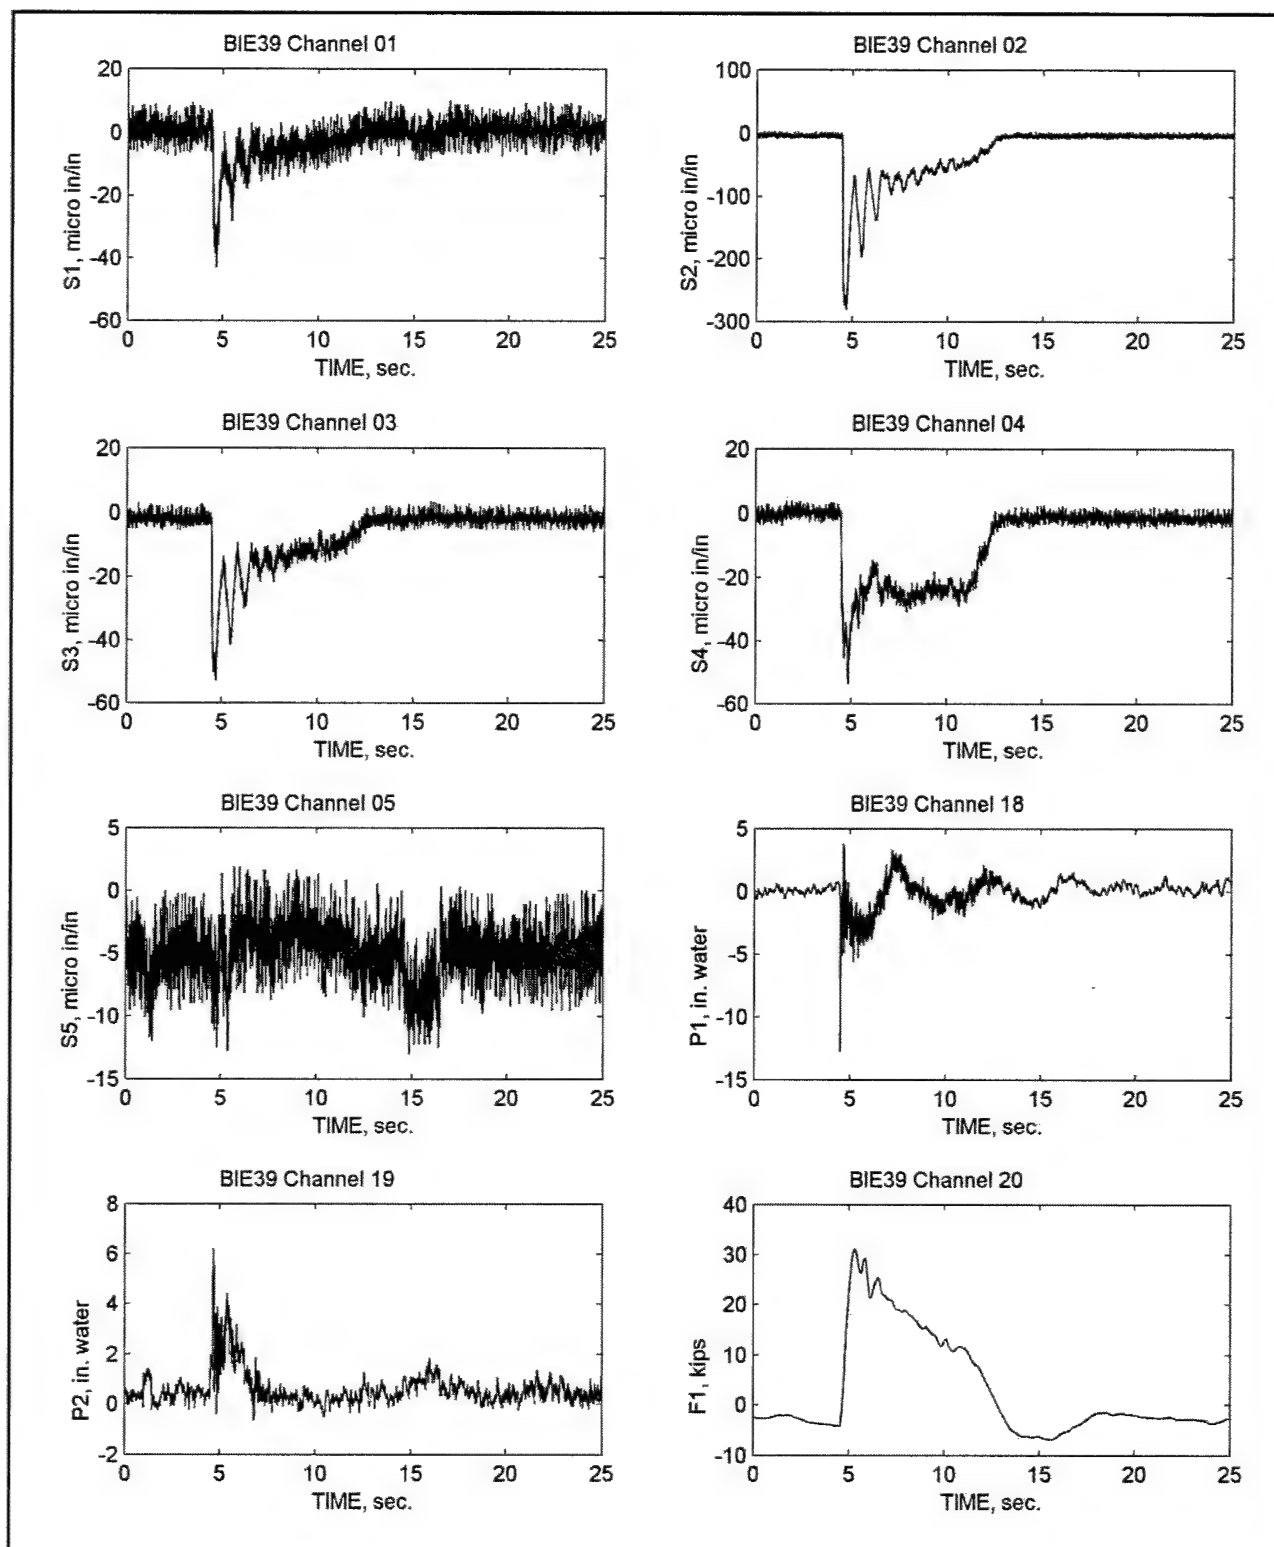 BIE39 Channel 01
20
0
-20
-40
-60
S1, micro in/in
0 5 10 15 20 25
TIME, sec.
BIE39 Channel 02
100
0
-100
-200
-300
S2, micro in/in
0 5 10 15 20 25
TIME, sec.
BIE39 Channel 03
20
0
-20
-40
-60
S3, micro in/in
0 5 10 15 20 25
TIME, sec.
BIE39 Channel 04
20
0
-20
-40
-60
S4, micro in/in
0 5 10 15 20 25
TIME, sec.
BIE39 Channel 05
5
0
-5
-10
-15
S5, micro in/in
0 5 10 15 20 25
TIME, sec.
BIE39 Channel 18
5
0
-5
-10
-15
P1, in. water
0 5 10 15 20 25
TIME, sec.
BIE39 Channel 19
8
6
4
2
0
-2
P2, in. water
0 5 10 15 20 25
TIME, sec.
BIE39 Channel 20
40
30
20
10
0
-10
F1, kips
0 5 10 15 20 25
TIME, sec.